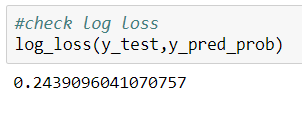 #check log loss
log_loss(y_test,y_pred_prob)
0.2439096041070757